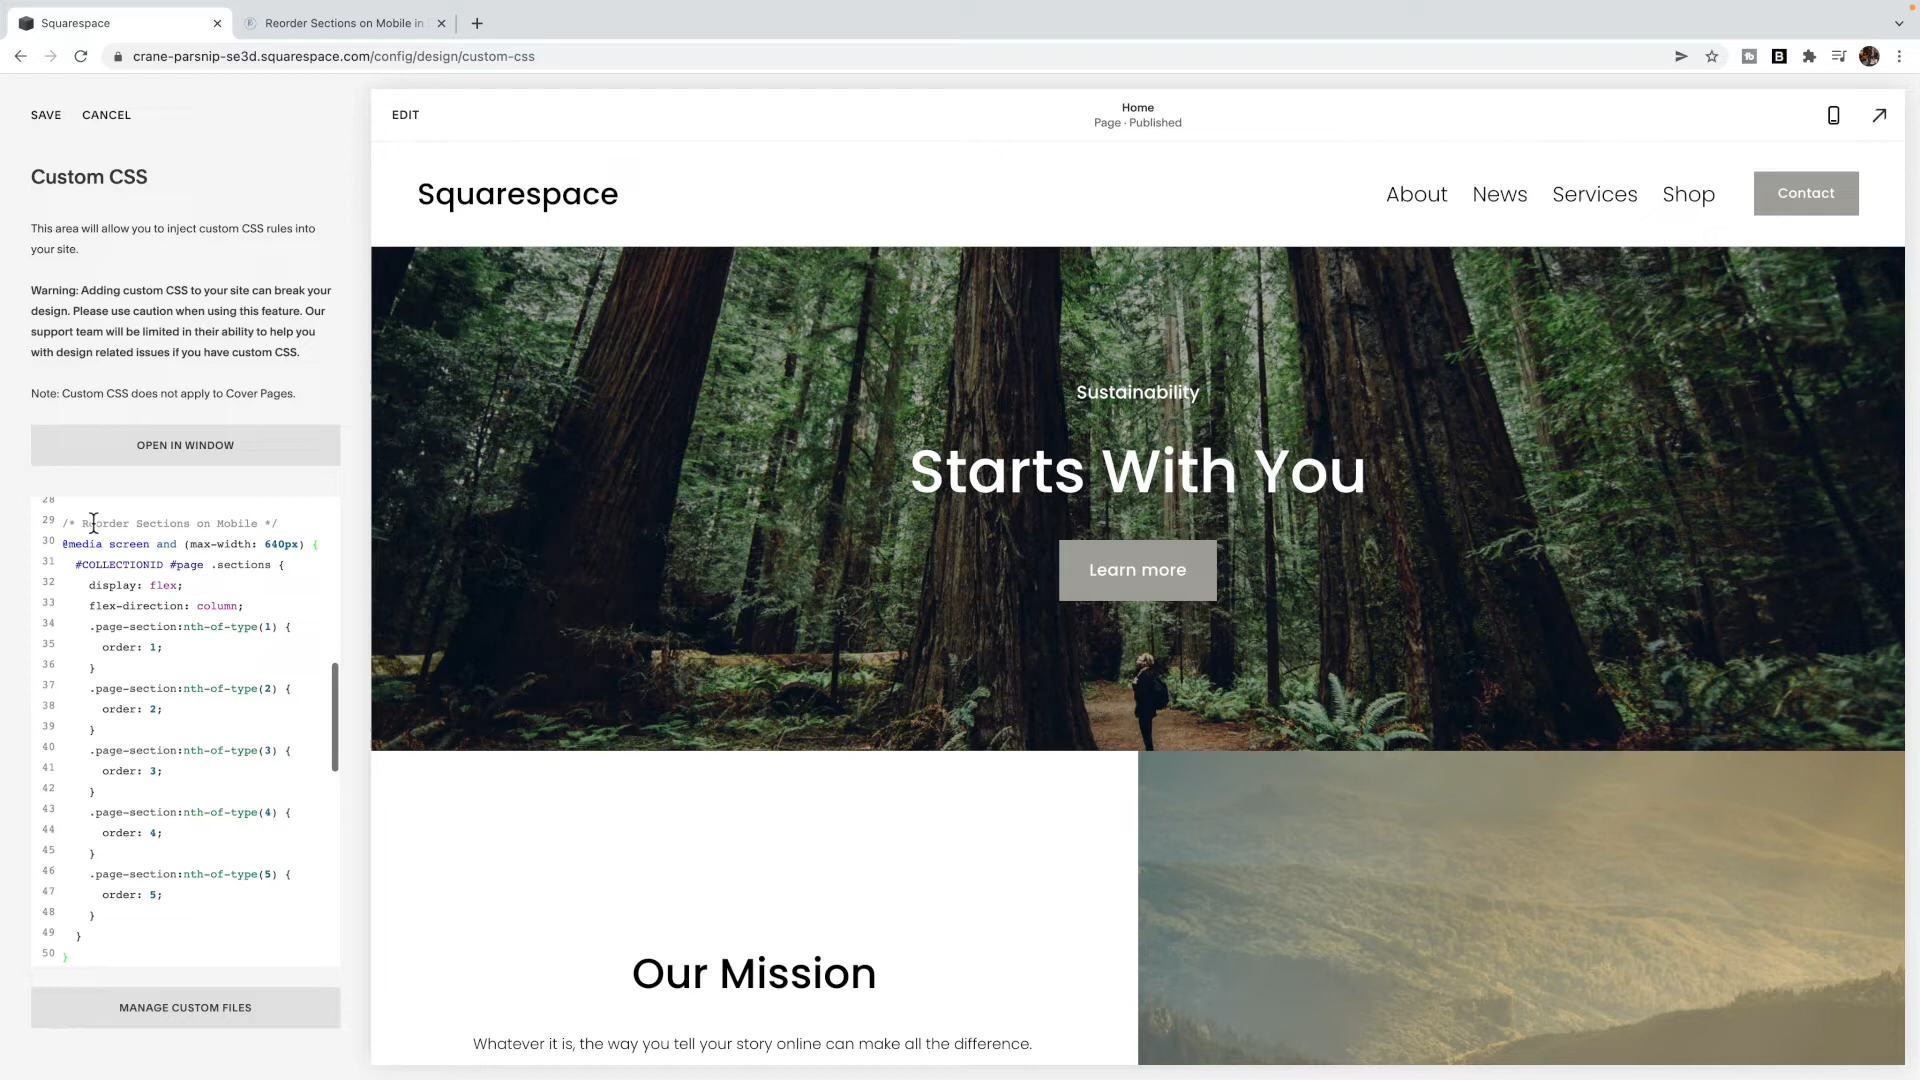 Squarespace
Reorder Sections on Mobile in
crane-parsnip-se3d.squarespace.com/config/design/custom-css
SAVE CANCEL
Custom CSS
This area will allow you to inject custom CSS rules into
your site.
Warning: Adding custom CSS to your site can break your
design. Please use caution when using this feature. Our
support team will be limited in their ability to help you
with design related issues if you have custom CSS.
Note: Custom CSS does not apply to Cover Pages.
OPEN IN WINDOW
28
29 /* Reorder Sections on Mobile */
30 @media screen and (max-width: 640px) {
31 #COLLECTIONID #page .sections {
32 display: flex;
33 flex-direction: column;
34 .page-section:nth-of-type(1) {
35 order: 1;
36 }
37 .page-section:nth-of-type(2) {
38 order: 2;
39 }
40 .page-section:nth-of-type(3) {
41 order: 3;
42 }
43 .page-section:nth-of-type(4) {
44 order: 4;
45 }
46 .page-section:nth-of-type(5) {
47 order: 5;
48 }
49 }
50 }
MANAGE CUSTOM FILES
EDIT
Home
Page · Published
Squarespace
About News Services Shop Contact
Sustainability
Starts With You
Learn more
Our Mission
Whatever it is, the way you tell your story online can make all the difference.